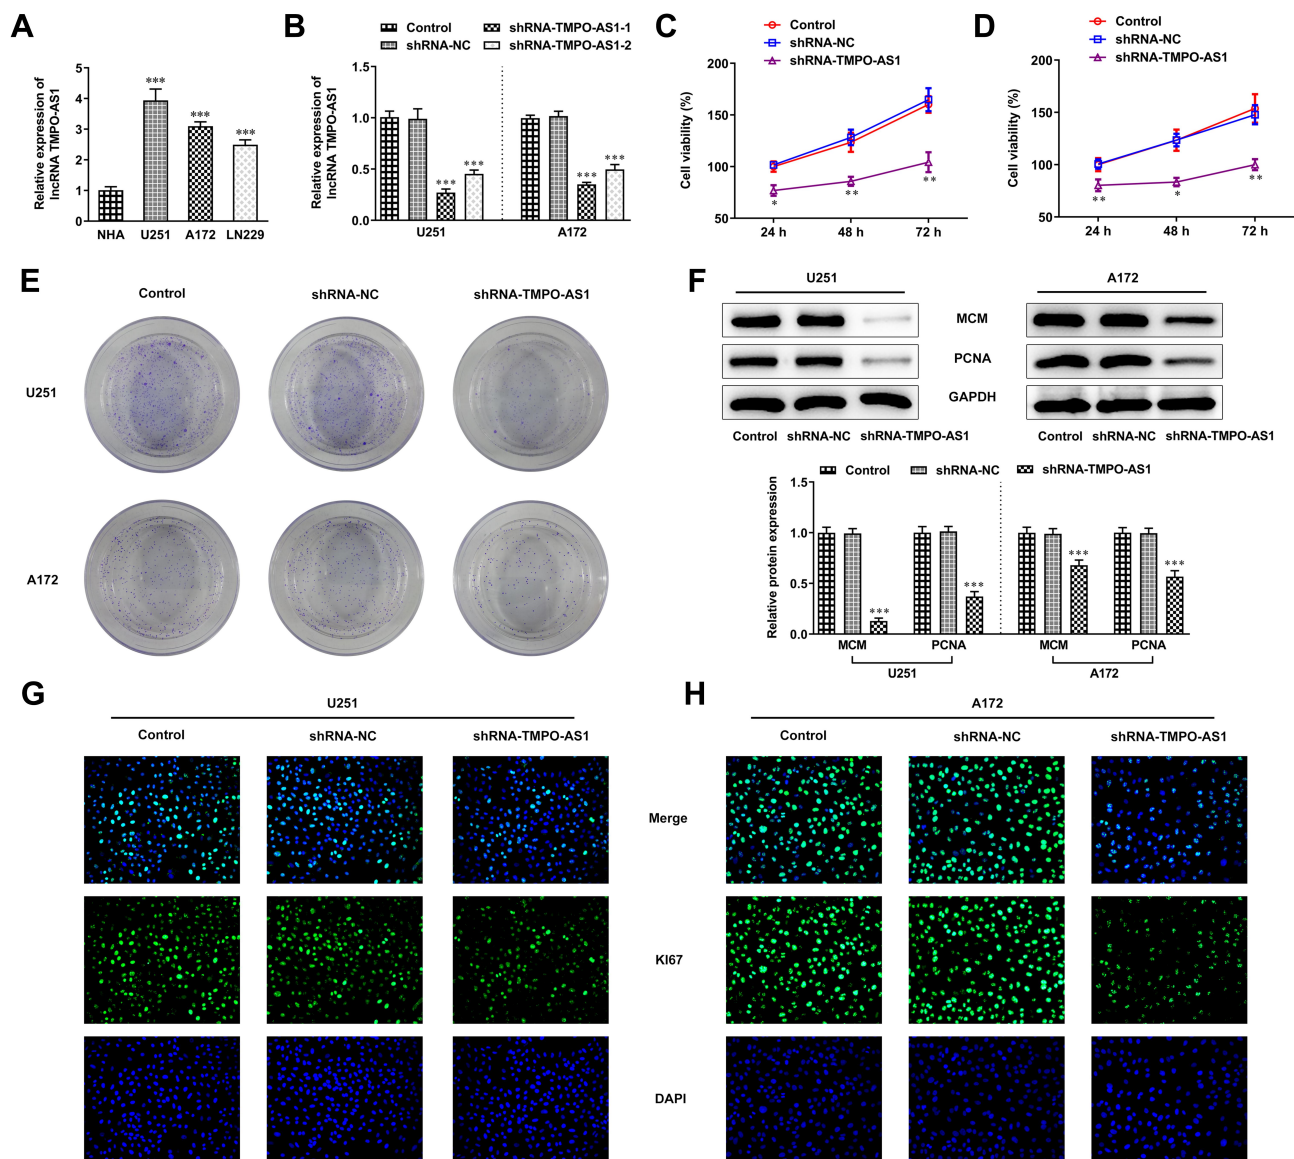 A
Relative expression of
lncRNA TMPO-AS1
5
4
3
2
1
0
***
***
***
NHA U251 A172 LN229
B
Control
shRNA-NC
shRNA-TMPO-AS1-1
shRNA-TMPO-AS1-2
Relative expression of
lncRNA TMPO-AS1
1.5
1.0
0.5
0.0
***
***
***
***
U251 A172
C
Control
shRNA-NC
shRNA-TMPO-AS1
Cell viability (%)
200
150
100
50
*
**
**
24 h 48 h 72 h
D
Control
shRNA-NC
shRNA-TMPO-AS1
Cell viability (%)
200
150
100
50
**
*
**
24 h 48 h 72 h
E
Control shRNA-NC shRNA-TMPO-AS1
U251
A172
F
U251 A172
MCM
PCNA
GAPDH
Control shRNA-NC shRNA-TMPO-AS1 Control shRNA-NC shRNA-TMPO-AS1
Control shRNA-NC shRNA-TMPO-AS1
Relative protein expression
1.5
1.0
0.5
0.0
***
***
***
***
MCM PCNA MCM PCNA
U251 A172
G
U251
Control shRNA-NC shRNA-TMPO-AS1
H
A172
Control shRNA-NC shRNA-TMPO-AS1
Merge
KI67
DAPI